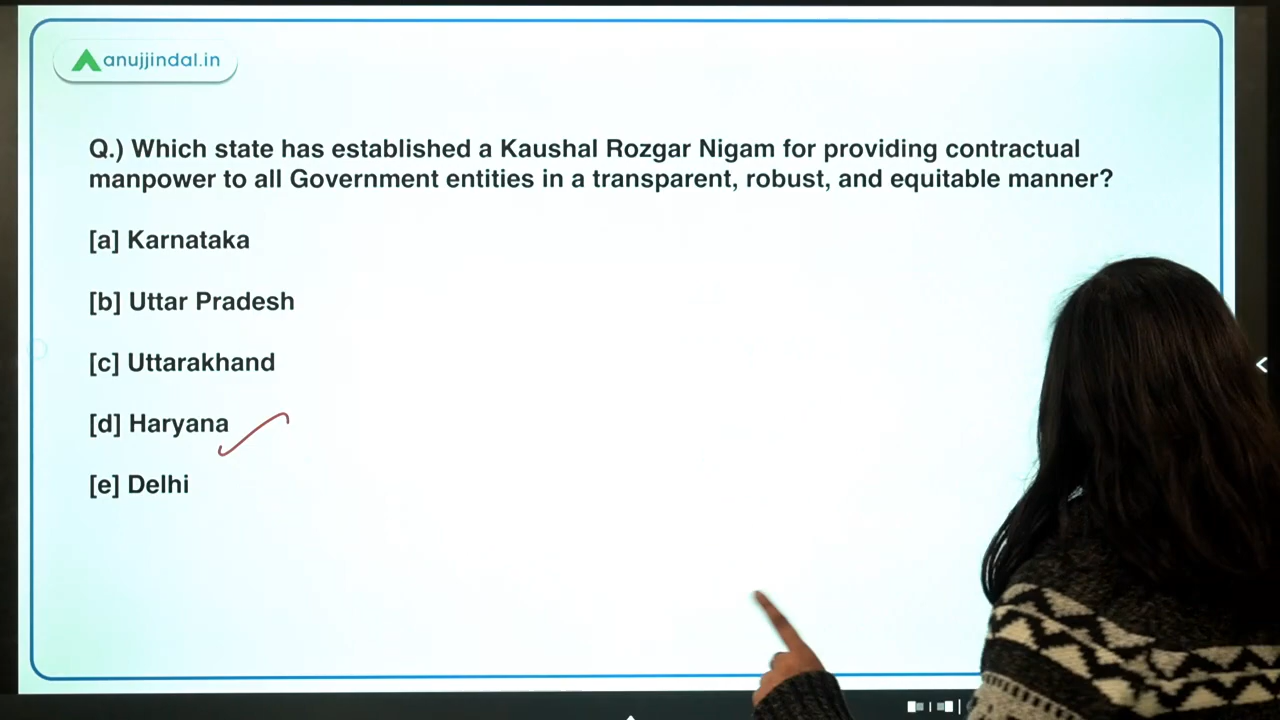 anujjindal.in
Q.) Which state has established a Kaushal Rozgar Nigam for providing contractual
manpower to all Government entities in a transparent, robust, and equitable manner?
[a] Karnataka
[b] Uttar Pradesh
[c] Uttarakhand
[d] Haryana
[e] Delhi